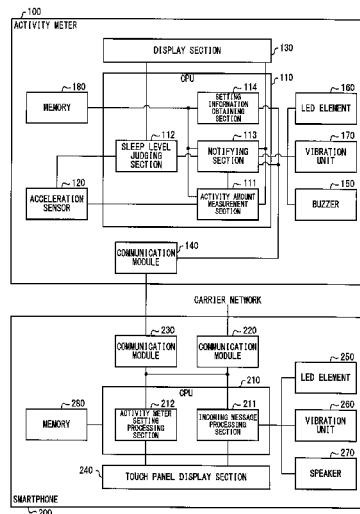 100
ACTIVITY METER
DISPLAY SECTION
130
CPU
110
180
MEMORY
114
SETTING INFORMATION OBTAINING SECTION
160
LED ELEMENT
112
SLEEP LEVEL JUDGING SECTION
113
NOTIFYING SECTION
170
VIBRATION UNIT
120
ACCELERATION SENSOR
111
ACTIVITY AMOUNT MEASUREMENT SECTION
150
BUZZER
140
COMMUNICATION MODULE
CARRIER NETWORK
230
COMMUNICATION MODULE
220
COMMUNICATION MODULE
250
LED ELEMENT
210
CPU
280
MEMORY
212
ACTIVITY METER SETTING PROCESSING SECTION
211
INCOMING MESSAGE PROCESSING SECTION
260
VIBRATION UNIT
240
TOUCH PANEL DISPLAY SECTION
270
SPEAKER
SMARTPHONE
200